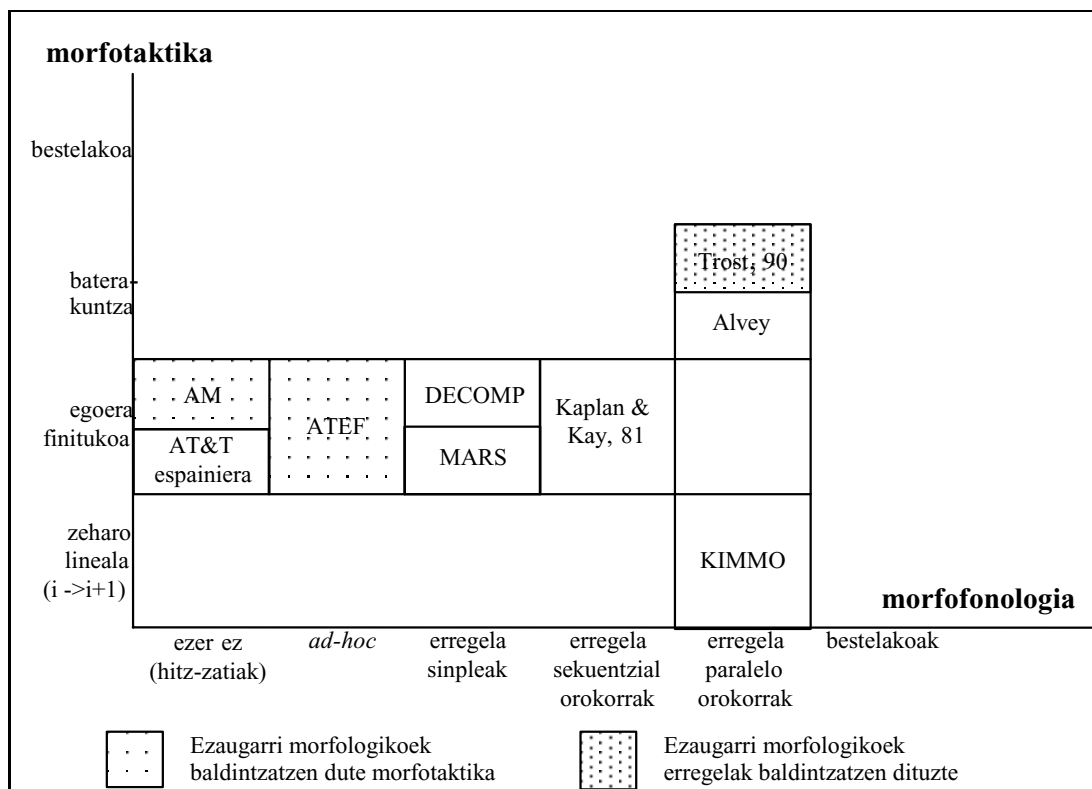 morfotaktika
bestelakoa
batera-
kuntza
Trost, 90
Alvey
egoera
finitukoa
AM
AT&T
espainiera
ATEF
DECOMP
MARS
Kaplan &
Kay, 81
zeharo
lineala
(i ->i+1)
KIMMO
morfofonologia
ezer ez
(hitz-zatiak)
ad-hoc
erregela
sinpleak
erregela
sekuentzial
orokorrak
erregela
paralelo
orokorrak
bestelakoak
Ezaugarri morfologikoek
baldintzatzen dute morfotaktika
Ezaugarri morfologikoek
erregelak baldintzatzen dituzte